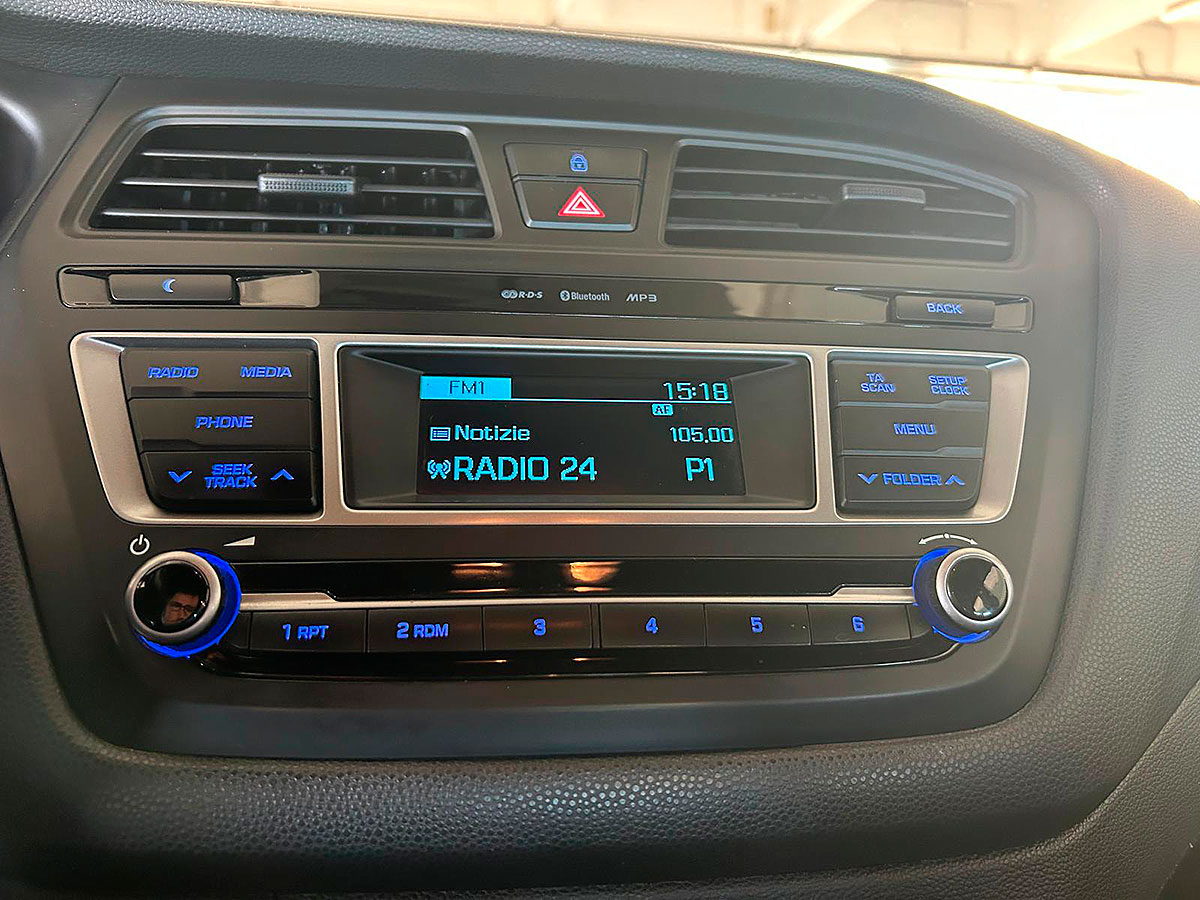 R·D·S Bluetooth MP3
BACK
RADIO MEDIA
PHONE
SEEK
TRACK
FM1 15:18
AF
Notizie 105.00
RADIO 24 P1
TA
SCAN
SETUP
CLOCK
MENU
FOLDER
1 RPT 2 RDM 3 4 5 6